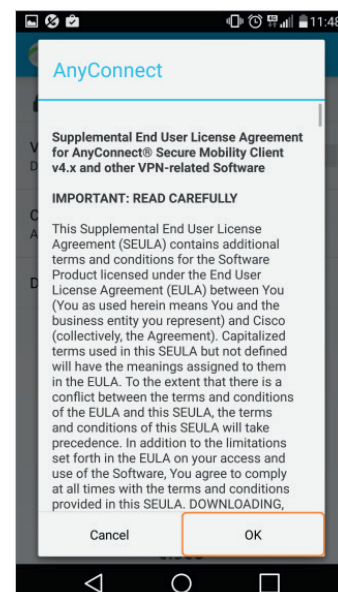 11:48
AnyConnect
Supplemental End User License Agreement
for AnyConnect® Secure Mobility Client
v4.x and other VPN-related Software
IMPORTANT: READ CAREFULLY
This Supplemental End User License
Agreement (SEULA) contains additional
terms and conditions for the Software
Product licensed under the End User
License Agreement (EULA) between You
(You as used herein means You and the
business entity you represent) and Cisco
(collectively, the Agreement). Capitalized
terms used in this SEULA but not defined
will have the meanings assigned to them
in the EULA. To the extent that there is a
conflict between the terms and conditions
of the EULA and this SEULA, the terms
and conditions of this SEULA will take
precedence. In addition to the limitations
set forth in the EULA on your access and
use of the Software, You agree to comply
at all times with the terms and conditions
provided in this SEULA. DOWNLOADING,
Cancel
OK